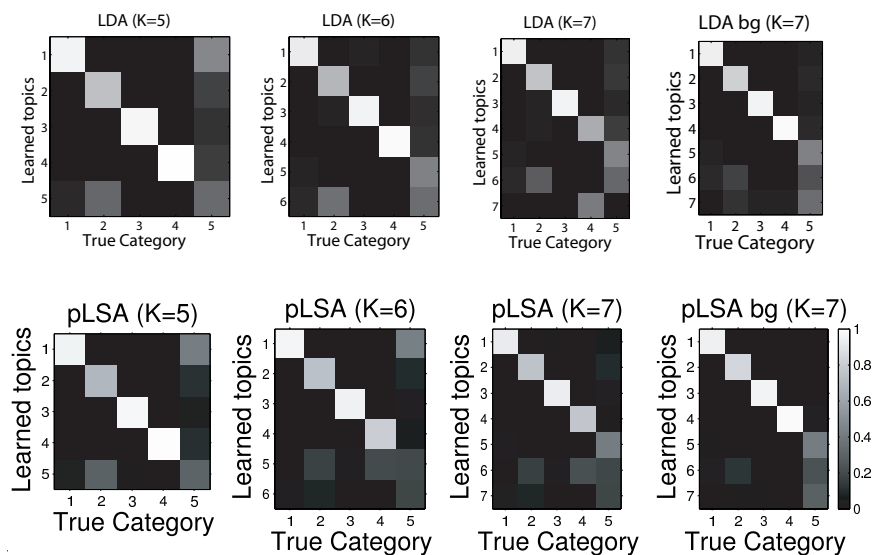 LDA (K=5)
LDA (K=6)
LDA (K=7)
LDA bg (K=7)
Learned topics
1
2
3
4
5
1 2 3 4 5
True Category
Learned topics
1
2
3
4
5
6
1 2 3 4 5
True Category
Learned topics
1
2
3
4
5
6
7
1 2 3 4 5
True Category
Learned topics
1
2
3
4
5
6
7
1 2 3 4 5
True Category
pLSA (K=5)
pLSA (K=6)
pLSA (K=7)
pLSA bg (K=7)
Learned topics
1
2
3
4
5
1 2 3 4 5
True Category
Learned topics
1
2
3
4
5
6
1 2 3 4 5
True Category
Learned topics
1
2
3
4
5
6
7
1 2 3 4 5
True Category
Learned topics
1
2
3
4
5
6
7
1 2 3 4 5
True Category
1
0.8
0.6
0.4
0.2
0